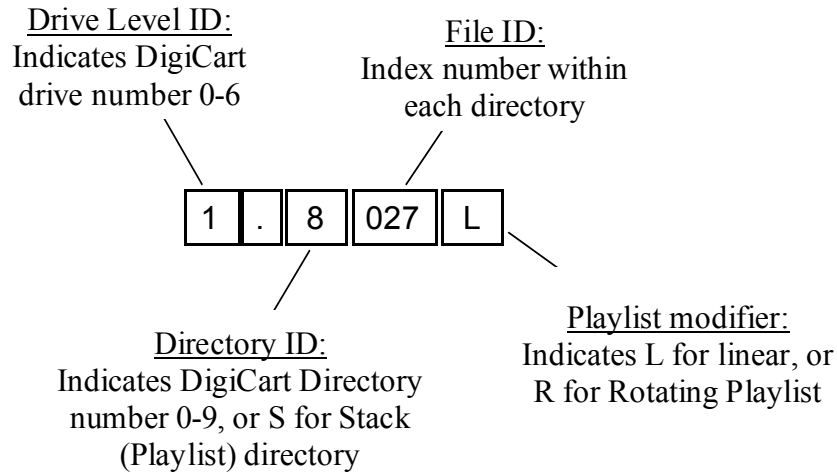 Drive Level ID:
Indicates DigiCart
drive number 0-6
File ID:
Index number within
each directory
1 . 8 027 L
Directory ID:
Indicates DigiCart Directory
number 0-9, or S for Stack
(Playlist) directory
Playlist modifier:
Indicates L for linear, or
R for Rotating Playlist